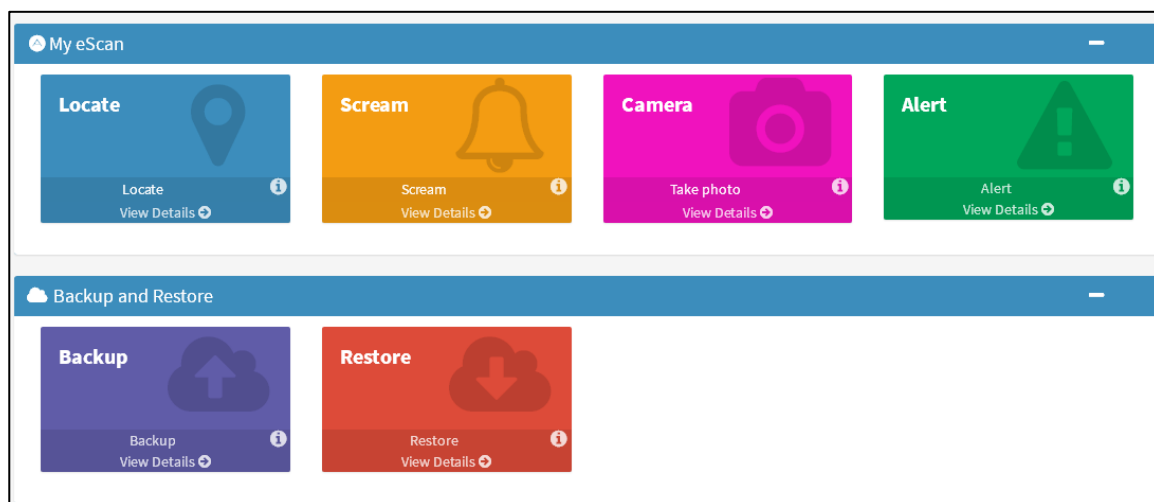 My eScan
Locate
Scream
Camera
Alert
Locate
Scream
Take photo
Alert
View Details
View Details
View Details
View Details
Backup and Restore
Backup
Restore
Backup
Restore
View Details
View Details